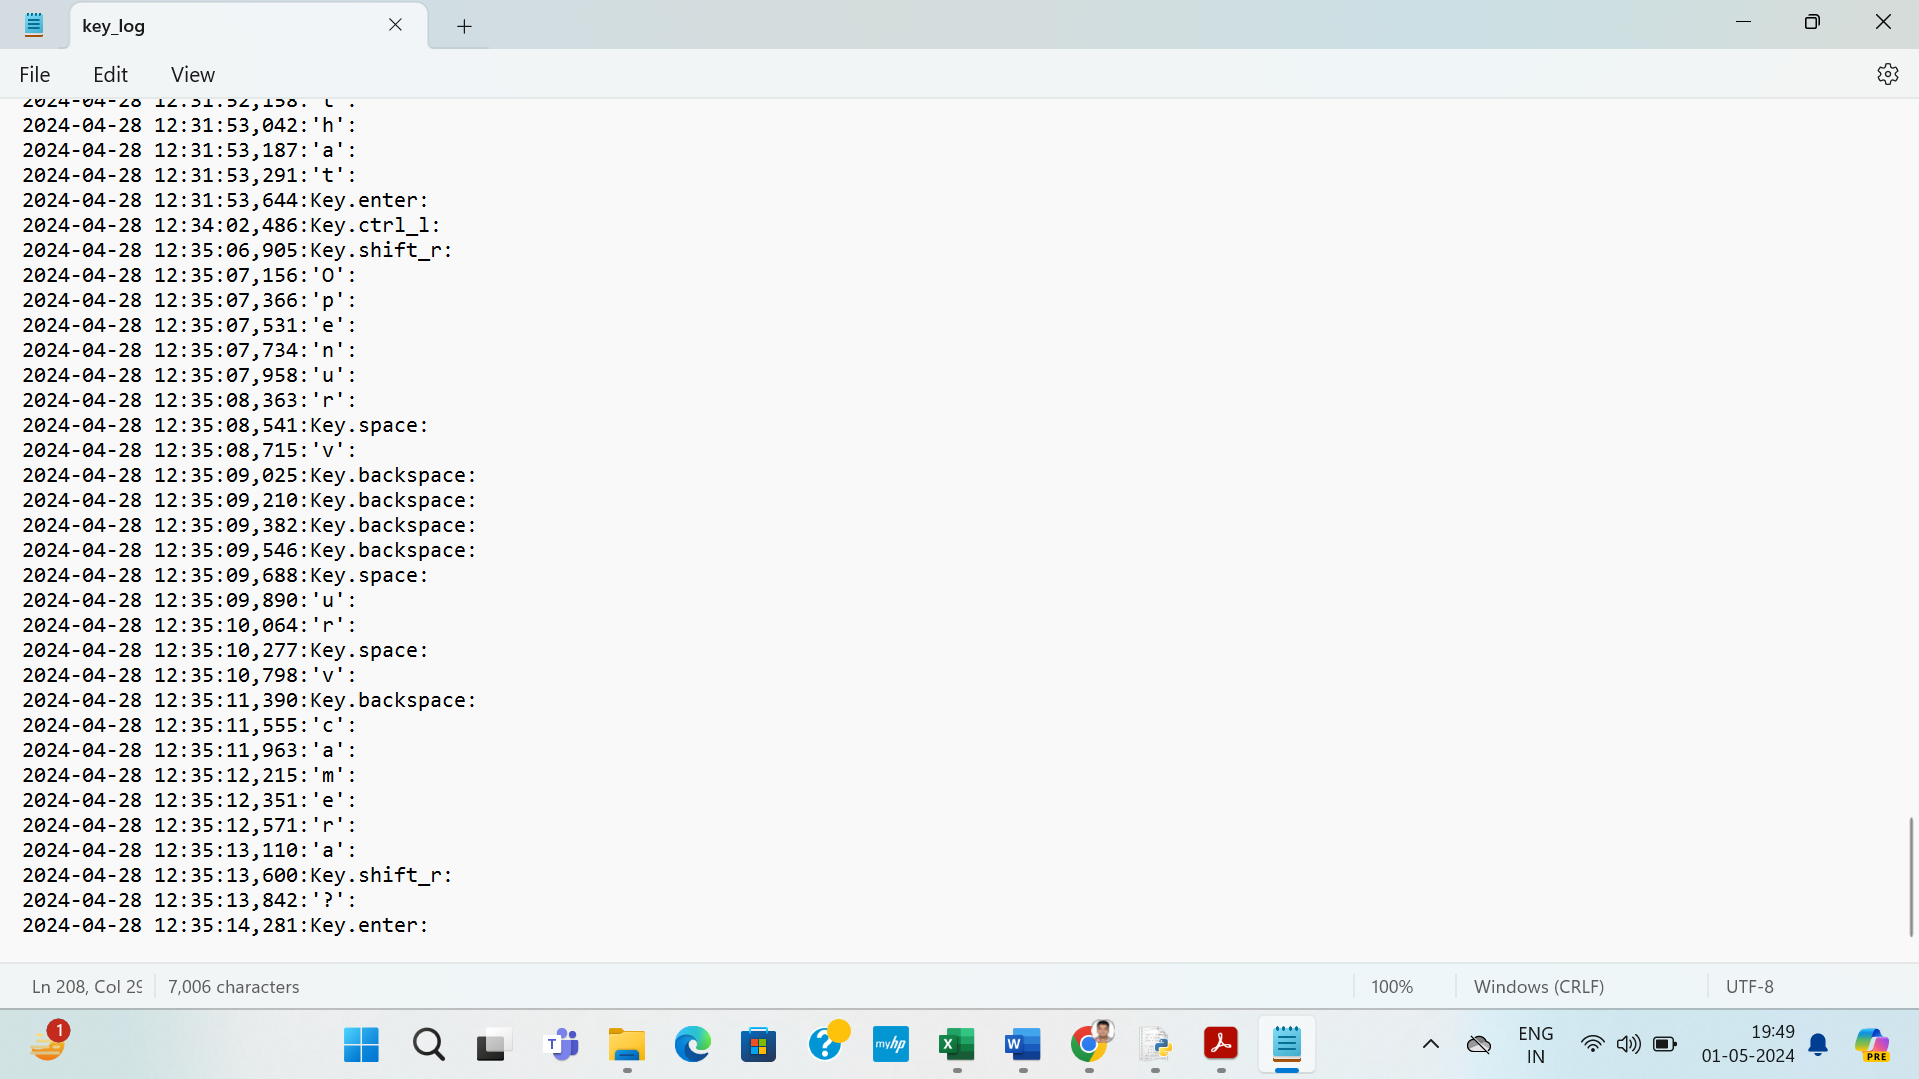 key_log
File Edit View
2024-04-28 12:31:52,158:'t':
2024-04-28 12:31:53,042:'h':
2024-04-28 12:31:53,187:'a':
2024-04-28 12:31:53,291:'t':
2024-04-28 12:31:53,644:Key.enter:
2024-04-28 12:34:02,486:Key.ctrl_l:
2024-04-28 12:35:06,905:Key.shift_r:
2024-04-28 12:35:07,156:'O':
2024-04-28 12:35:07,366:'p':
2024-04-28 12:35:07,531:'e':
2024-04-28 12:35:07,734:'n':
2024-04-28 12:35:07,958:'u':
2024-04-28 12:35:08,363:'r':
2024-04-28 12:35:08,541:Key.space:
2024-04-28 12:35:08,715:'v':
2024-04-28 12:35:09,025:Key.backspace:
2024-04-28 12:35:09,210:Key.backspace:
2024-04-28 12:35:09,382:Key.backspace:
2024-04-28 12:35:09,546:Key.backspace:
2024-04-28 12:35:09,688:Key.space:
2024-04-28 12:35:09,890:'u':
2024-04-28 12:35:10,064:'r':
2024-04-28 12:35:10,277:Key.space:
2024-04-28 12:35:10,798:'v':
2024-04-28 12:35:11,390:Key.backspace:
2024-04-28 12:35:11,555:'c':
2024-04-28 12:35:11,963:'a':
2024-04-28 12:35:12,215:'m':
2024-04-28 12:35:12,351:'e':
2024-04-28 12:35:12,571:'r':
2024-04-28 12:35:13,110:'a':
2024-04-28 12:35:13,600:Key.shift_r:
2024-04-28 12:35:13,842:'?':
2024-04-28 12:35:14,281:Key.enter:
Ln 208, Col 29 7,006 characters 100% Windows (CRLF) UTF-8
1 T ? myhp X W ENG 19:49
IN 01-05-2024 PRE